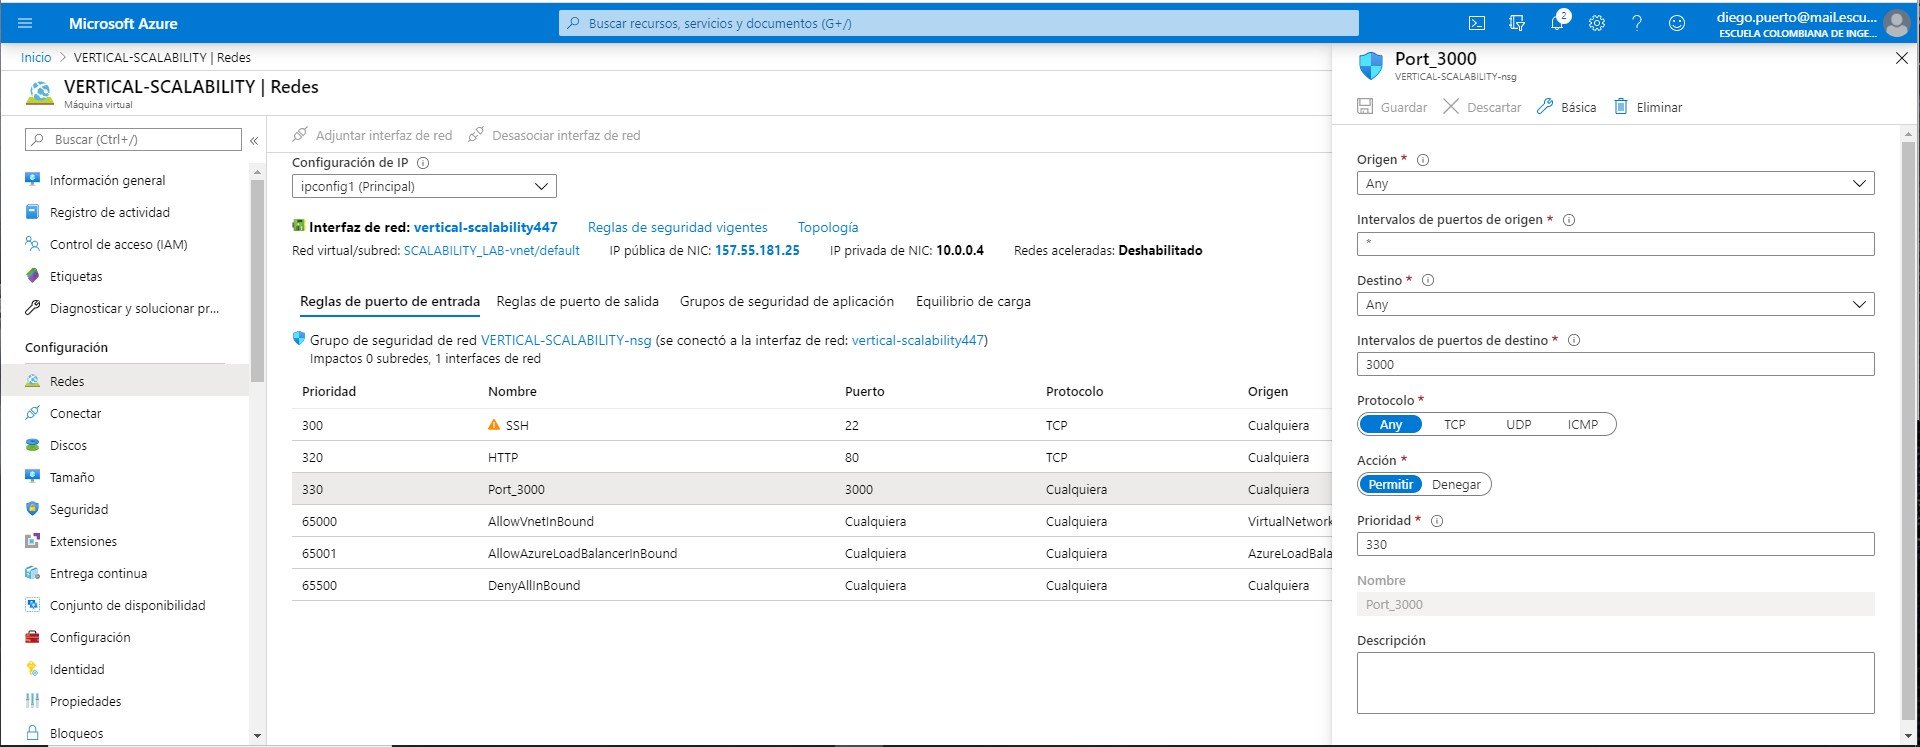 Microsoft Azure
Buscar recursos, servicios y documentos (G+/)
2
diego.puerto@mail.escu...
ESCUELA COLOMBIANA DE INGE...
Inicio > VERTICAL-SCALABILITY | Redes
VERTICAL-SCALABILITY | Redes
Máquina virtual
Buscar (Ctrl+/)
Información general
Registro de actividad
Control de acceso (IAM)
Etiquetas
Diagnosticar y solucionar pr...
Configuración
Redes
Conectar
Discos
Tamaño
Seguridad
Extensiones
Entrega continua
Conjunto de disponibilidad
Configuración
Identidad
Propiedades
Bloqueos
Adjuntar interfaz de red Desasociar interfaz de red
Configuración de IP
ipconfig1 (Principal)
Interfaz de red: vertical-scalability447 Reglas de seguridad vigentes Topología
Red virtual/subred: SCALABILITY_LAB-vnet/default IP pública de NIC: 157.55.181.25 IP privada de NIC: 10.0.0.4 Redes aceleradas: Deshabilitado
Reglas de puerto de entrada Reglas de puerto de salida Grupos de seguridad de aplicación Equilibrio de carga
Grupo de seguridad de red VERTICAL-SCALABILITY-nsg (se conectó a la interfaz de red: vertical-scalability447)
Impactos 0 subredes, 1 interfaces de red
Prioridad Nombre Puerto Protocolo Origen
300 SSH 22 TCP Cualquiera
320 HTTP 80 TCP Cualquiera
330 Port_3000 3000 Cualquiera Cualquiera
65000 AllowVnetInBound Cualquiera Cualquiera VirtualNetwork
65001 AllowAzureLoadBalancerInBound Cualquiera Cualquiera AzureLoadBala
65500 DenyAllInBound Cualquiera Cualquiera Cualquiera
Port_3000
VERTICAL-SCALABILITY-nsg
Guardar Descartar Básica Eliminar
Origen *
Any
Intervalos de puertos de origen *
*
Destino *
Any
Intervalos de puertos de destino *
3000
Protocolo *
Any TCP UDP ICMP
Acción *
Permitir Denegar
Prioridad *
330
Nombre
Port_3000
Descripción